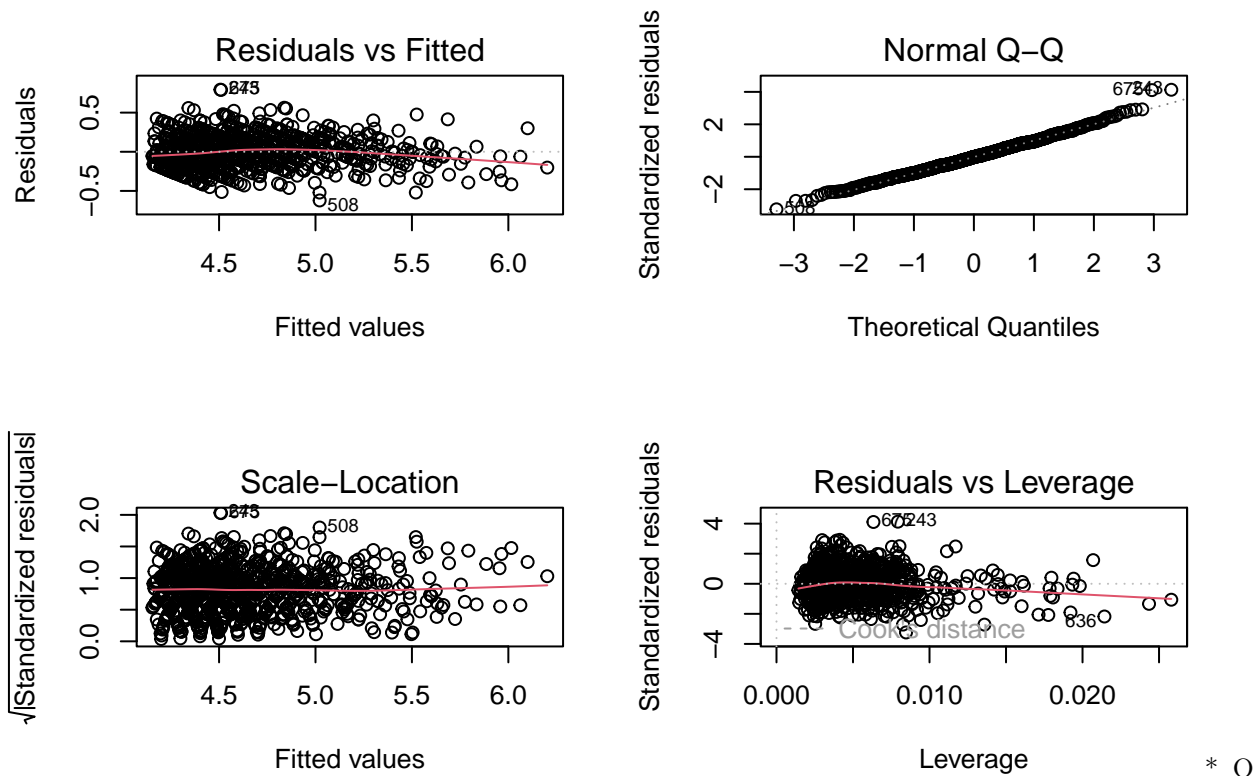 Residuals vs Fitted
Residuals
0.5
−0.5
508
4.5 5.0 5.5 6.0
Fitted values
Normal Q−Q
Standardized residuals
2
−2
508
−3 −2 −1 0 1 2 3
Theoretical Quantiles
Scale−Location
√|Standardized residuals|
2.0
1.0
0.0
508
4.5 5.0 5.5 6.0
Fitted values
Residuals vs Leverage
Standardized residuals
4
0
−4
243
836
Cook's distance
0.000 0.010 0.020
Leverage
* O